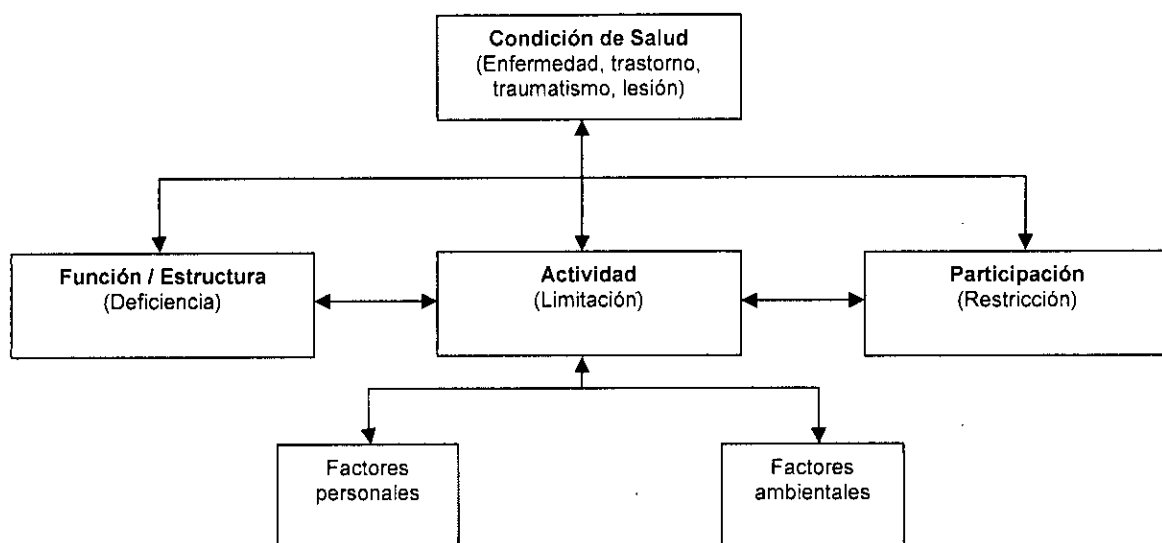 Condición de Salud
(Enfermedad, trastorno,
traumatismo, lesión)
Función / Estructura
(Deficiencia)
Actividad
(Limitación)
Participación
(Restricción)
Factores
personales
Factores
ambientales